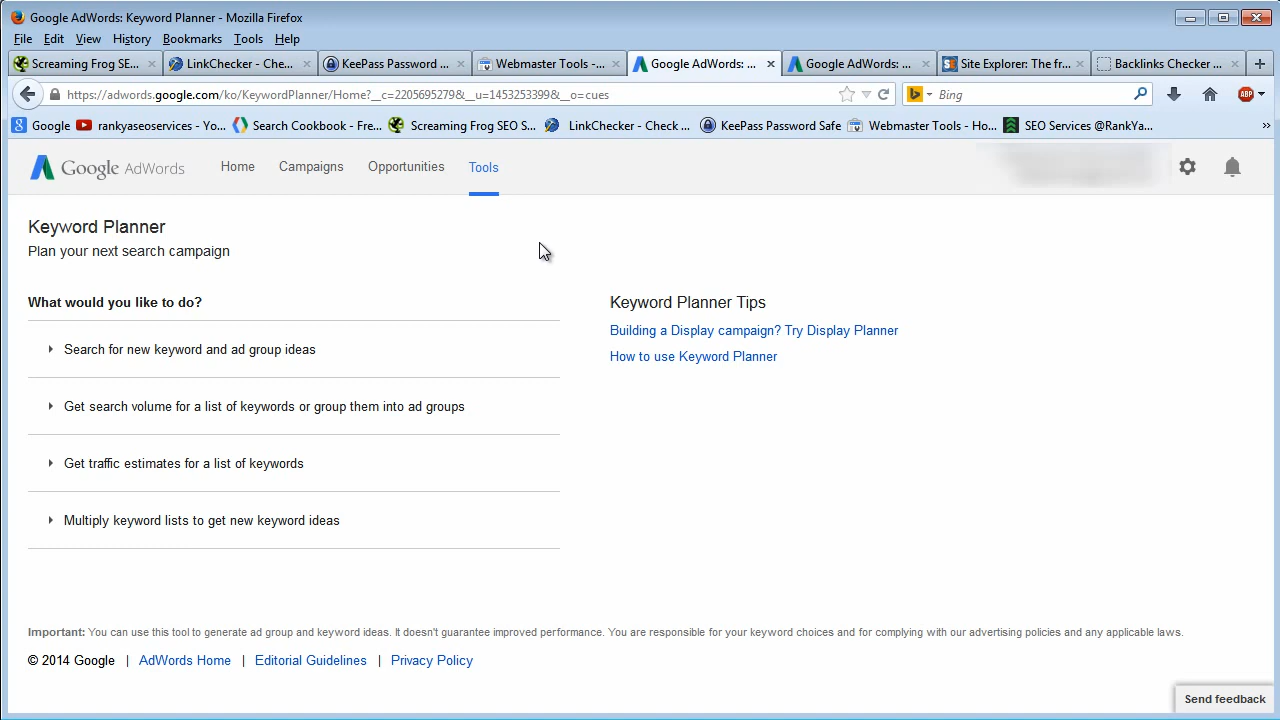 Google AdWords: Keyword Planner - Mozilla Firefox
File Edit View History Bookmarks Tools Help
Screaming Frog SE... × LinkChecker - Che... × KeePass Password ... × Webmaster Tools -... × Google AdWords: ... × Google AdWords: ... × Site Explorer: The fr... × Backlinks Checker ... × +
https://adwords.google.com/ko/KeywordPlanner/Home?__c=2205695279&__u=1453253399&__o=cues Bing ABP
Google rankyaseoservices - Yo... Search Cookbook - Fre... Screaming Frog SEO S... LinkChecker - Check ... KeePass Password Safe Webmaster Tools - Ho... SEO Services @RankYa... »
Google AdWords Home Campaigns Opportunities Tools
Keyword Planner
Plan your next search campaign
What would you like to do?
Search for new keyword and ad group ideas
Get search volume for a list of keywords or group them into ad groups
Get traffic estimates for a list of keywords
Multiply keyword lists to get new keyword ideas
Keyword Planner Tips
Building a Display campaign? Try Display Planner
How to use Keyword Planner
Important: You can use this tool to generate ad group and keyword ideas. It doesn't guarantee improved performance. You are responsible for your keyword choices and for complying with our advertising policies and any applicable laws.
© 2014 Google | AdWords Home | Editorial Guidelines | Privacy Policy
Send feedback